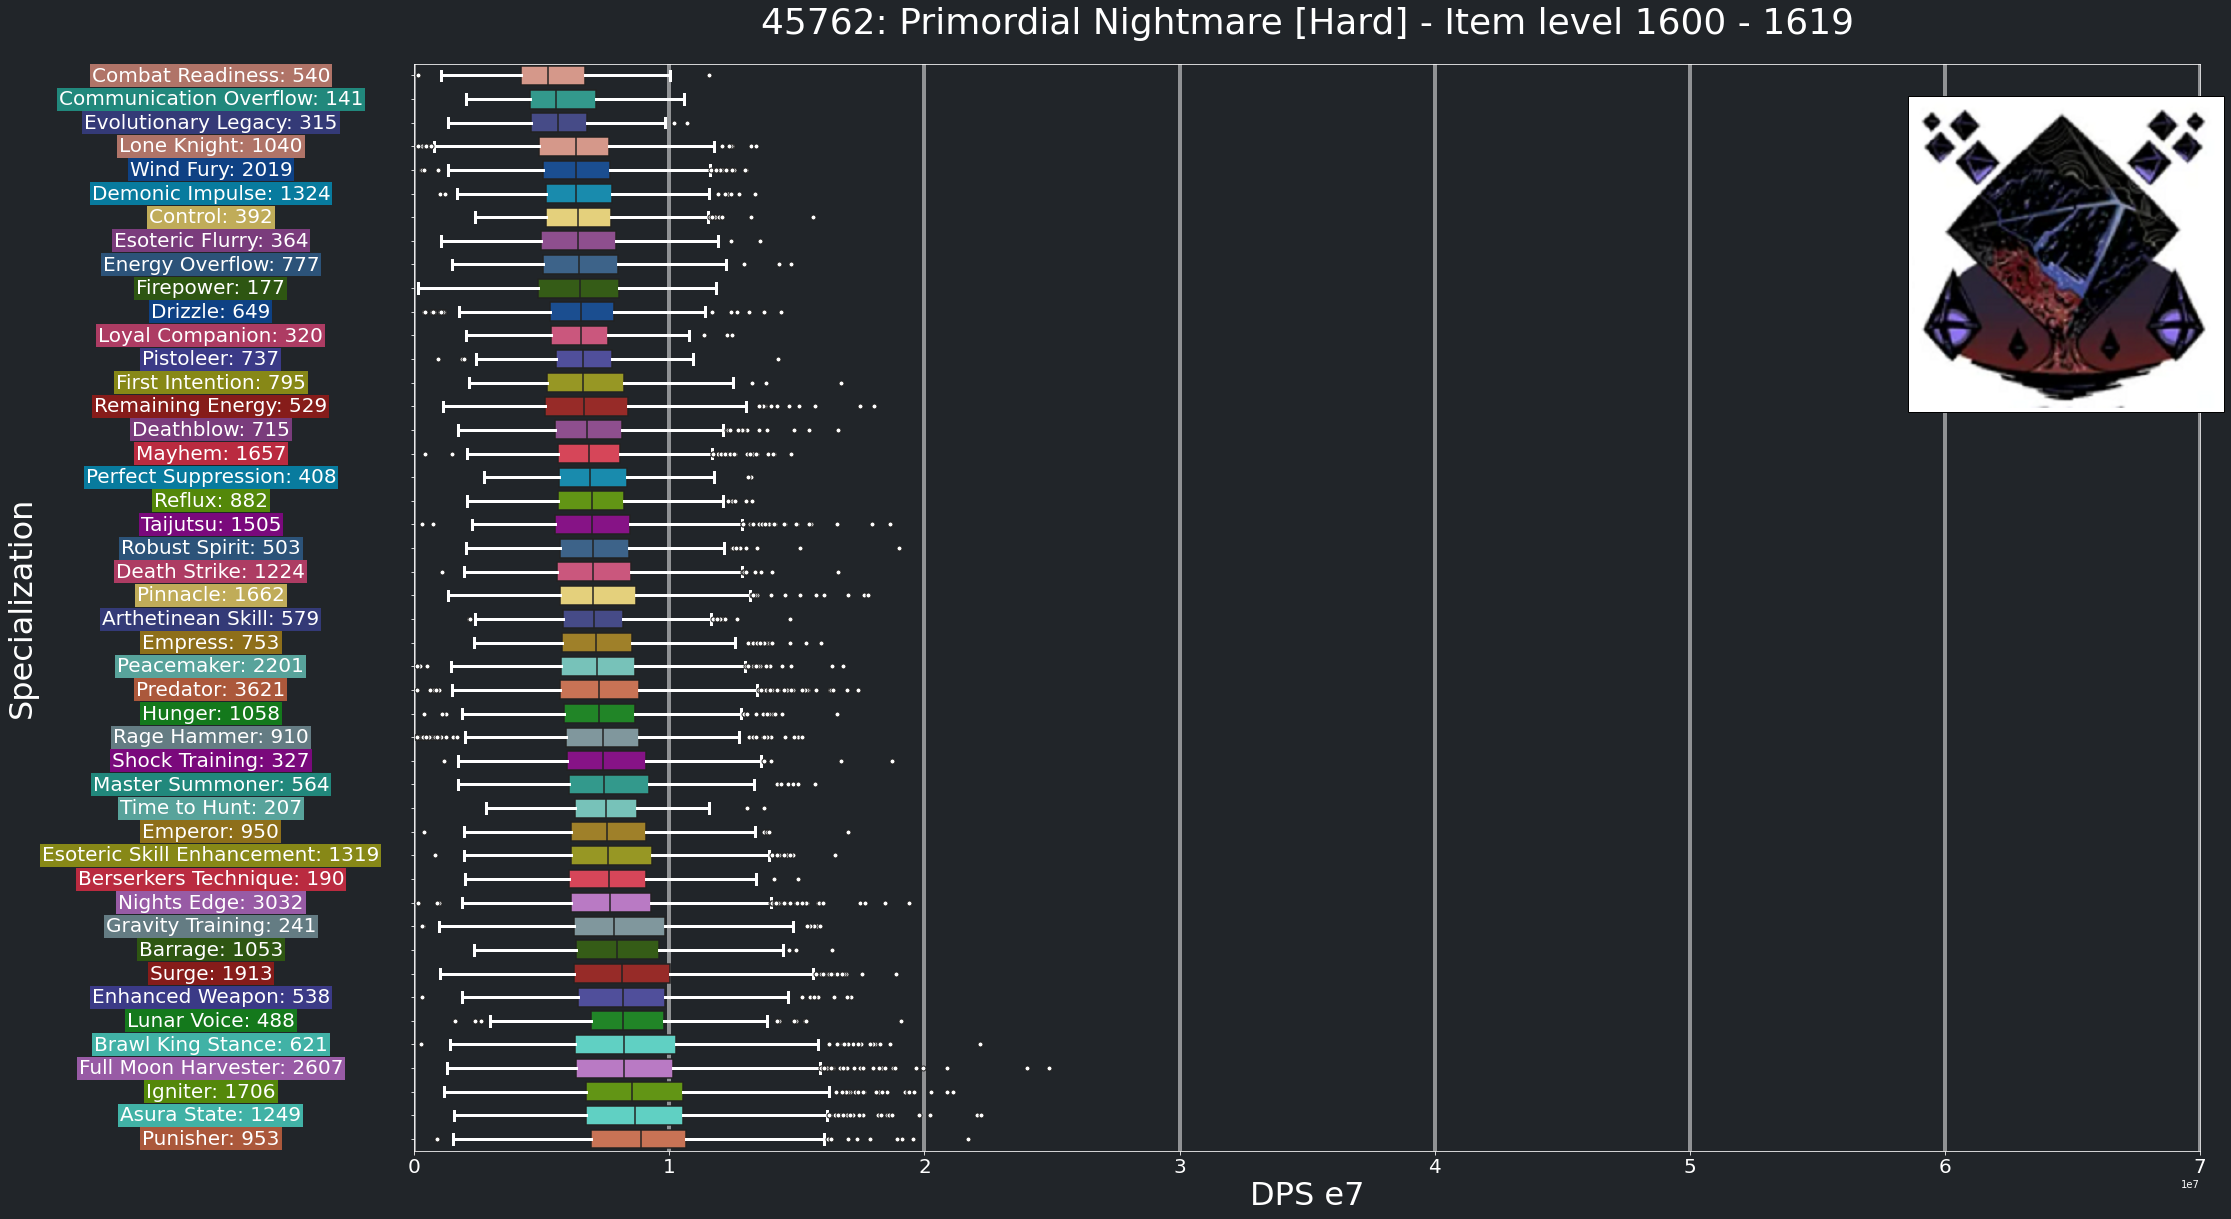 45762: Primordial Nightmare [Hard] - Item level 1600 - 1619
Specialization
Combat Readiness: 540
Communication Overflow: 141
Evolutionary Legacy: 315
Lone Knight: 1040
Wind Fury: 2019
Demonic Impulse: 1324
Control: 392
Esoteric Flurry: 364
Energy Overflow: 777
Firepower: 177
Drizzle: 649
Loyal Companion: 320
Pistoleer: 737
First Intention: 795
Remaining Energy: 529
Deathblow: 715
Mayhem: 1657
Perfect Suppression: 408
Reflux: 882
Taijutsu: 1505
Robust Spirit: 503
Death Strike: 1224
Pinnacle: 1662
Arthetinean Skill: 579
Empress: 753
Peacemaker: 2201
Predator: 3621
Hunger: 1058
Rage Hammer: 910
Shock Training: 327
Master Summoner: 564
Time to Hunt: 207
Emperor: 950
Esoteric Skill Enhancement: 1319
Berserkers Technique: 190
Nights Edge: 3032
Gravity Training: 241
Barrage: 1053
Surge: 1913
Enhanced Weapon: 538
Lunar Voice: 488
Brawl King Stance: 621
Full Moon Harvester: 2607
Igniter: 1706
Asura State: 1249
Punisher: 953
0 1 2 3 4 5 6 7
1e7
DPS e7